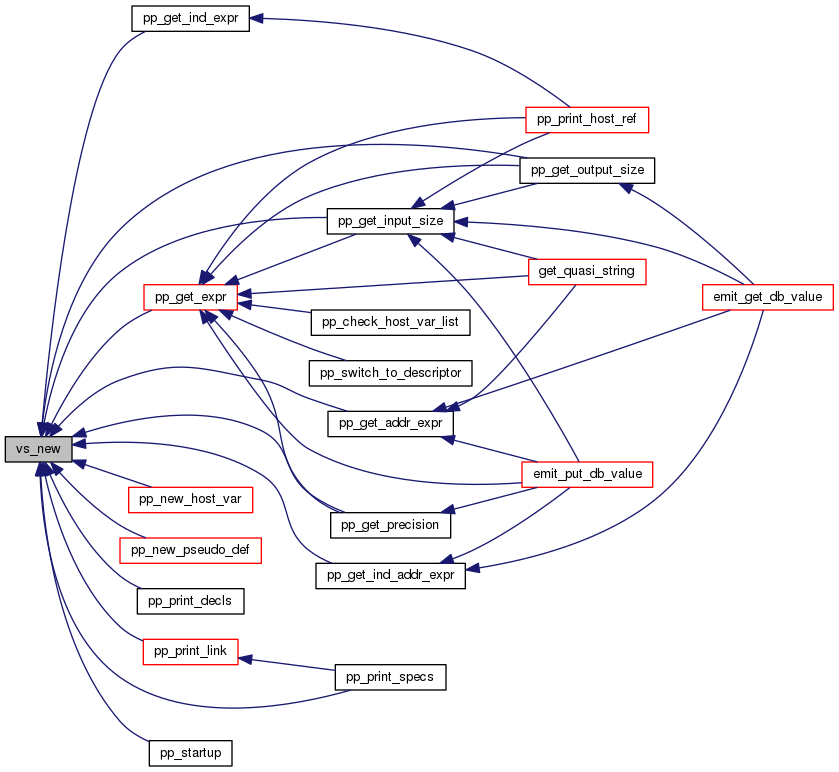 pp_get_ind_expr
pp_print_host_ref
pp_get_output_size
pp_get_input_size
get_quasi_string
pp_get_expr
emit_get_db_value
pp_check_host_var_list
pp_switch_to_descriptor
pp_get_addr_expr
vs_new
emit_put_db_value
pp_new_host_var
pp_get_precision
pp_new_pseudo_def
pp_get_ind_addr_expr
pp_print_decls
pp_print_link
pp_print_specs
pp_startup